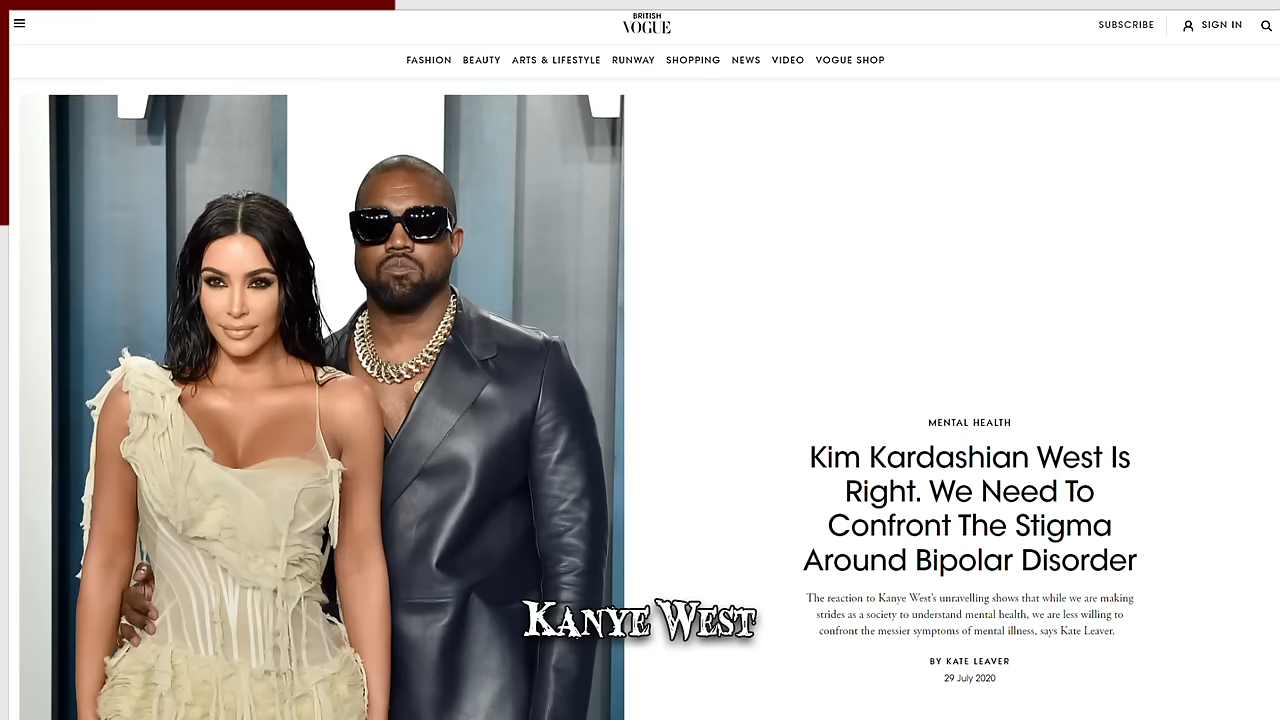 BRITISH
VOGUE
SUBSCRIBE
SIGN IN
FASHION BEAUTY ARTS & LIFESTYLE RUNWAY SHOPPING NEWS VIDEO VOGUE SHOP
MENTAL HEALTH
Kim Kardashian West Is
Right. We Need To
Confront The Stigma
Around Bipolar Disorder
The reaction to Kanye West's unravelling shows that while we are making
strides as a society to understand mental health, we are less willing to
confront the messier symptoms of mental illness, says Kate Leaver.
BY KATE LEAVER
29 July 2020
KANYE WEST